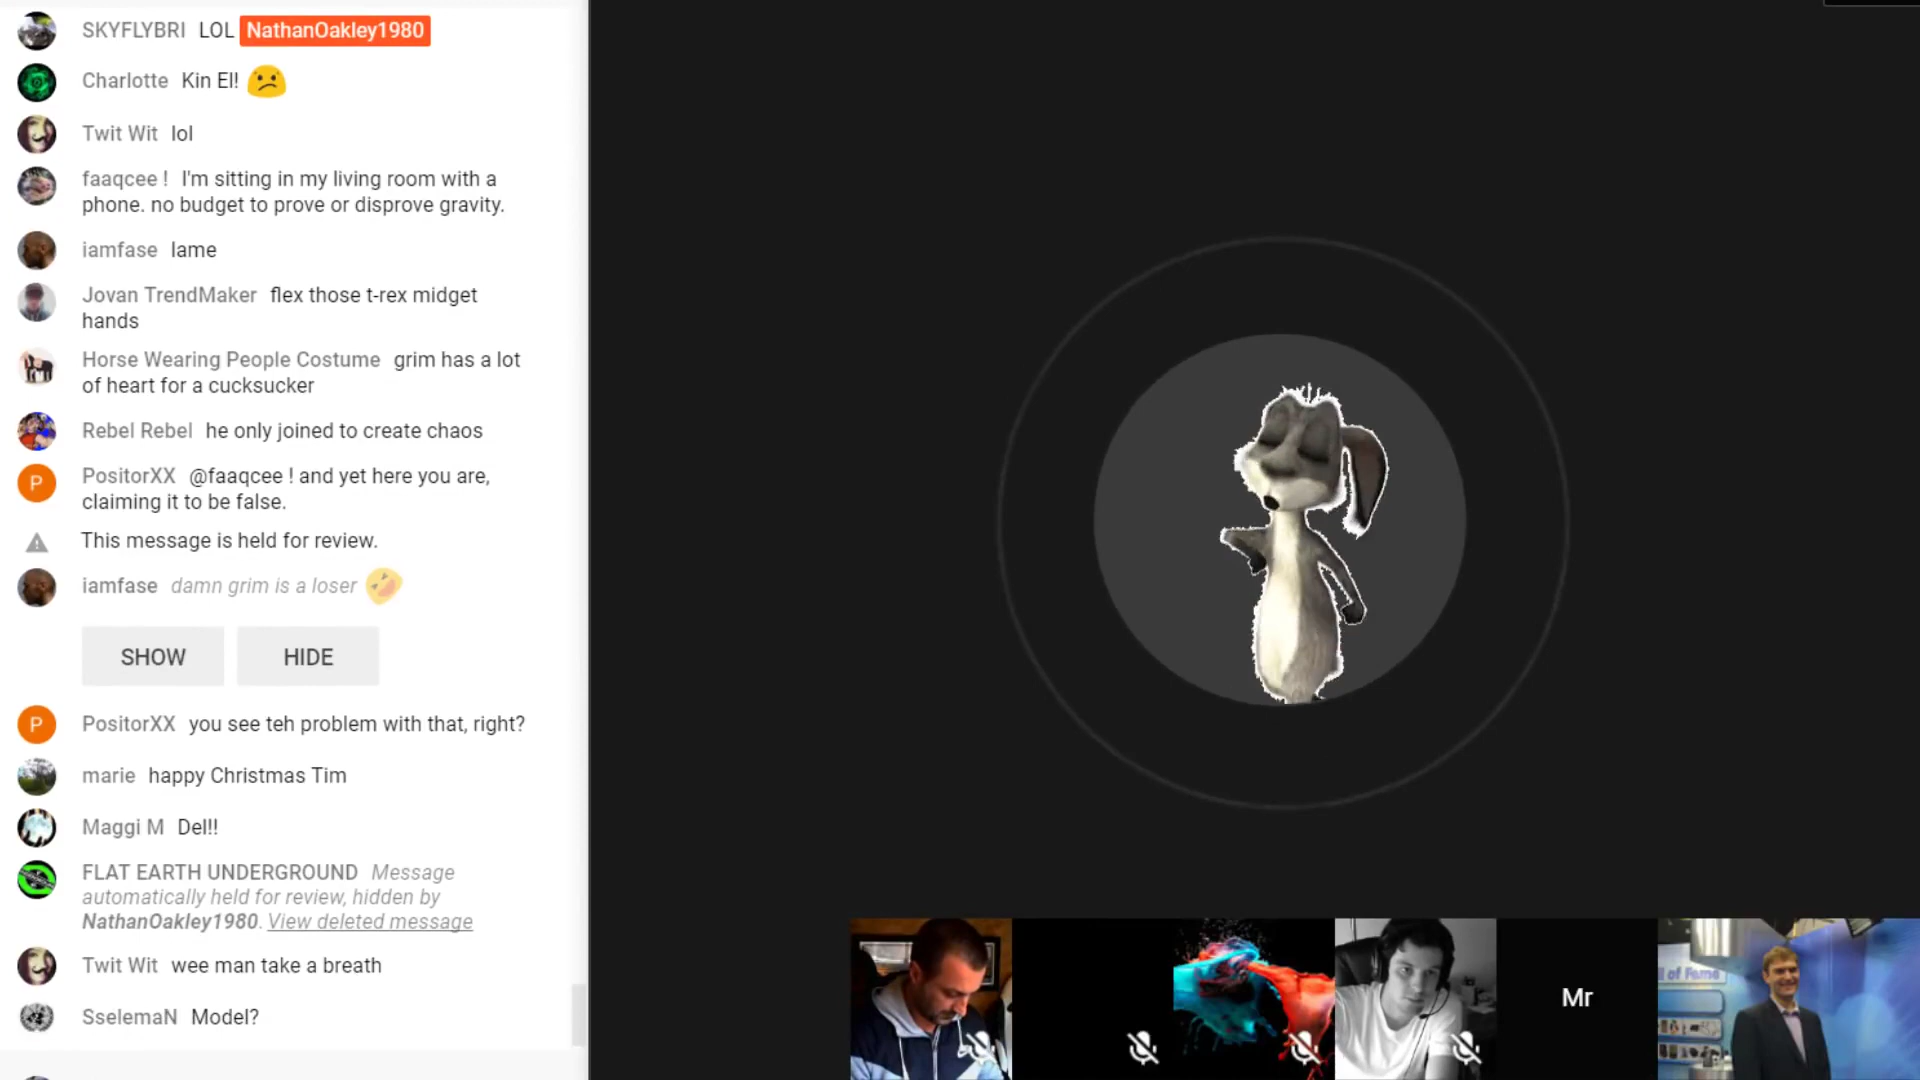 SKYFLYBRI LOL NathanOakley1980
Charlotte Kin El!
Twit Wit lol
faaqcee ! I'm sitting in my living room with a
phone. no budget to prove or disprove gravity.
iamfase lame
Jovan TrendMaker flex those t-rex midget
hands
Horse Wearing People Costume grim has a lot
of heart for a cucksucker
Rebel Rebel he only joined to create chaos
P
PositorXX @faaqcee ! and yet here you are,
claiming it to be false.
This message is held for review.
iamfase damn grim is a loser
SHOW HIDE
P
PositorXX you see teh problem with that, right?
marie happy Christmas Tim
Maggi M Del!!
FLAT EARTH UNDERGROUND Message
automatically held for review, hidden by
NathanOakley1980. View deleted message
Twit Wit wee man take a breath
SselemaN Model?
Mr
l of Fame